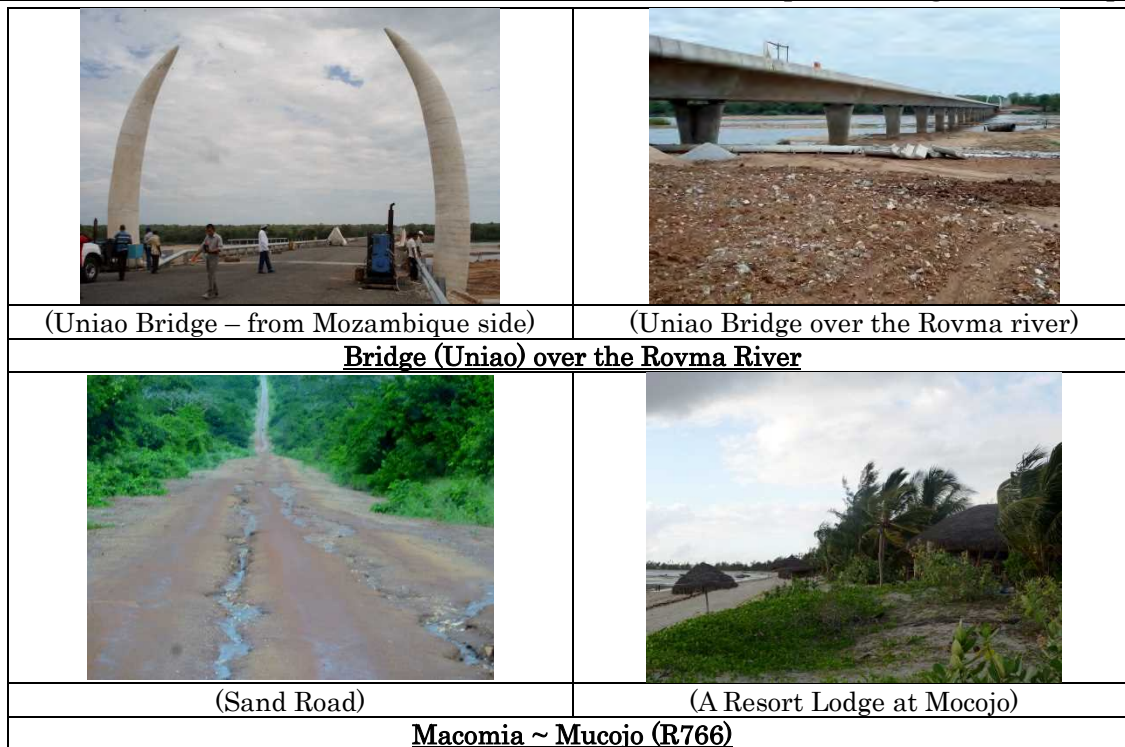 (Uniao Bridge – from Mozambique side)
(Uniao Bridge over the Rovma river)
Bridge (Uniao) over the Rovma River
(Sand Road)
(A Resort Lodge at Mocojo)
Macomia ~ Mucojo (R766)